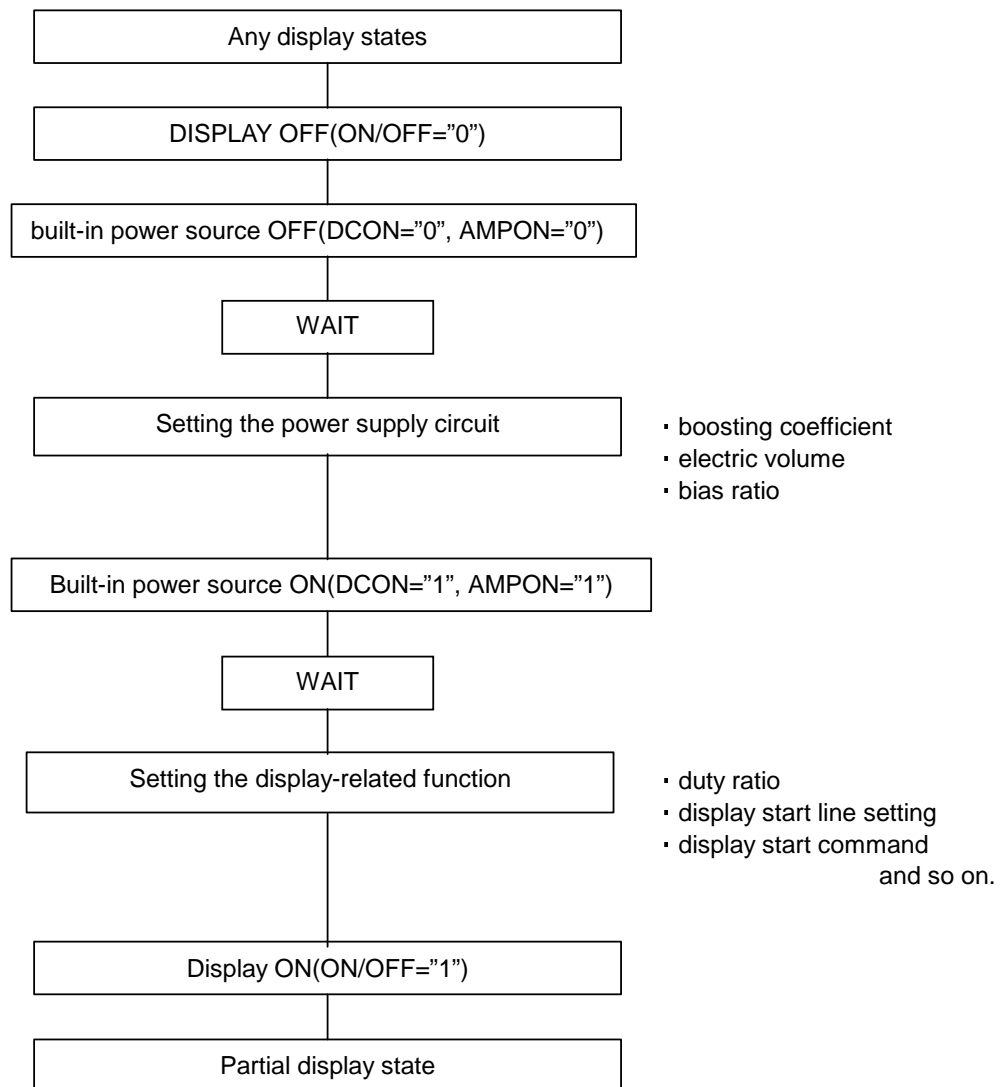 Any display states
DISPLAY OFF(ON/OFF=”0”)
built-in power source OFF(DCON=”0”, AMPON=”0”)
WAIT
Setting the power supply circuit
・boosting coefficient
・electric volume
・bias ratio
Built-in power source ON(DCON=”1”, AMPON=”1”)
WAIT
Setting the display-related function
・duty ratio
・display start line setting
・display start command
and so on.
Display ON(ON/OFF=”1”)
Partial display state